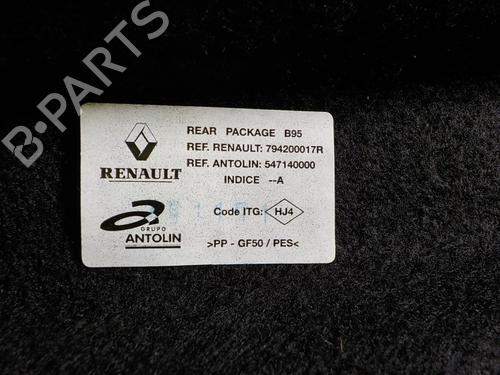 B-PARTS
REAR PACKAGE B95
REF. RENAULT: 794200017R
REF. ANTOLIN: 547140000
INDICE --A
RENAULT
GRUPO
ANTOLIN
Code ITG: HJ4
>PP - GF50 / PES<